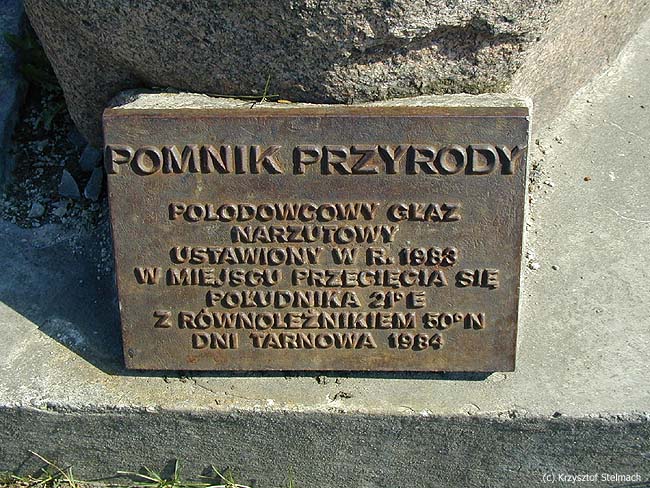 POMNIK PRZYRODY
POLODOWCOWY GŁAZ
NARZUTOWY
USTAWIONY W R. 1983
W MIEJSCU PRZECIĘCIA SIĘ
POŁUDNIKA 21° E
Z RÓWNOLEŻNIKIEM 50° N
DNI TARNOWA 1984
(c) Krzysztof Stelmach